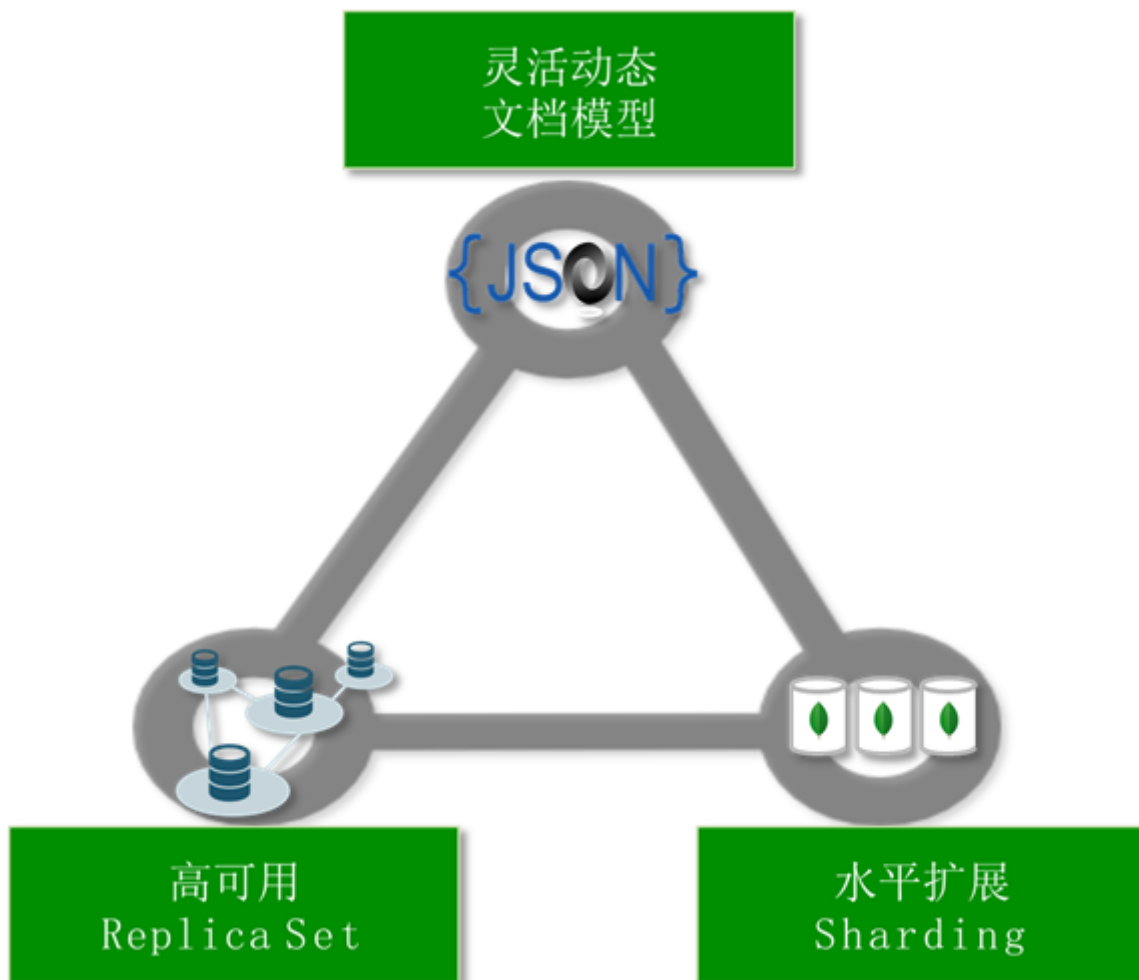 灵活动态
文档模型
{JSON}
高可用
Replica Set
水平扩展
Sharding